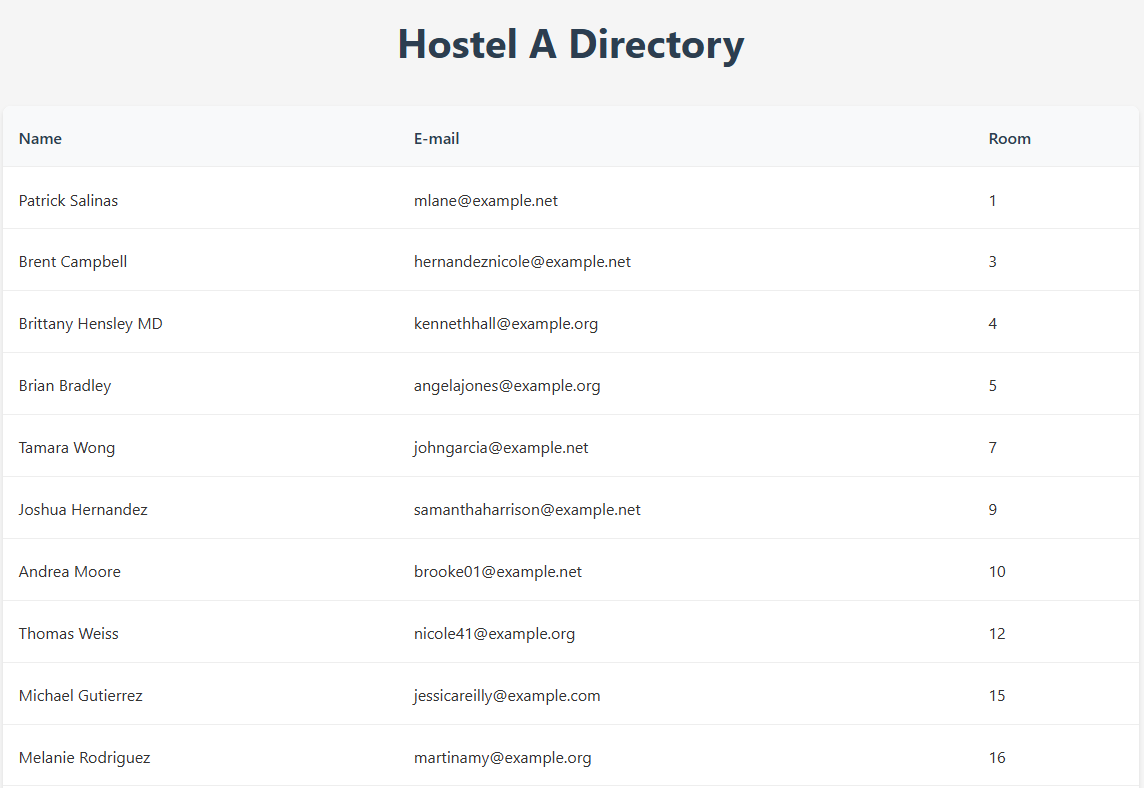 Hostel A Directory
Name E-mail Room
Patrick Salinas mlane@example.net 1
Brent Campbell hernandeznicole@example.net 3
Brittany Hensley MD kennethhall@example.org 4
Brian Bradley angelajones@example.org 5
Tamara Wong johngarcia@example.net 7
Joshua Hernandez samanthaharrison@example.net 9
Andrea Moore brooke01@example.net 10
Thomas Weiss nicole41@example.org 12
Michael Gutierrez jessicareilly@example.com 15
Melanie Rodriguez martinamy@example.org 16